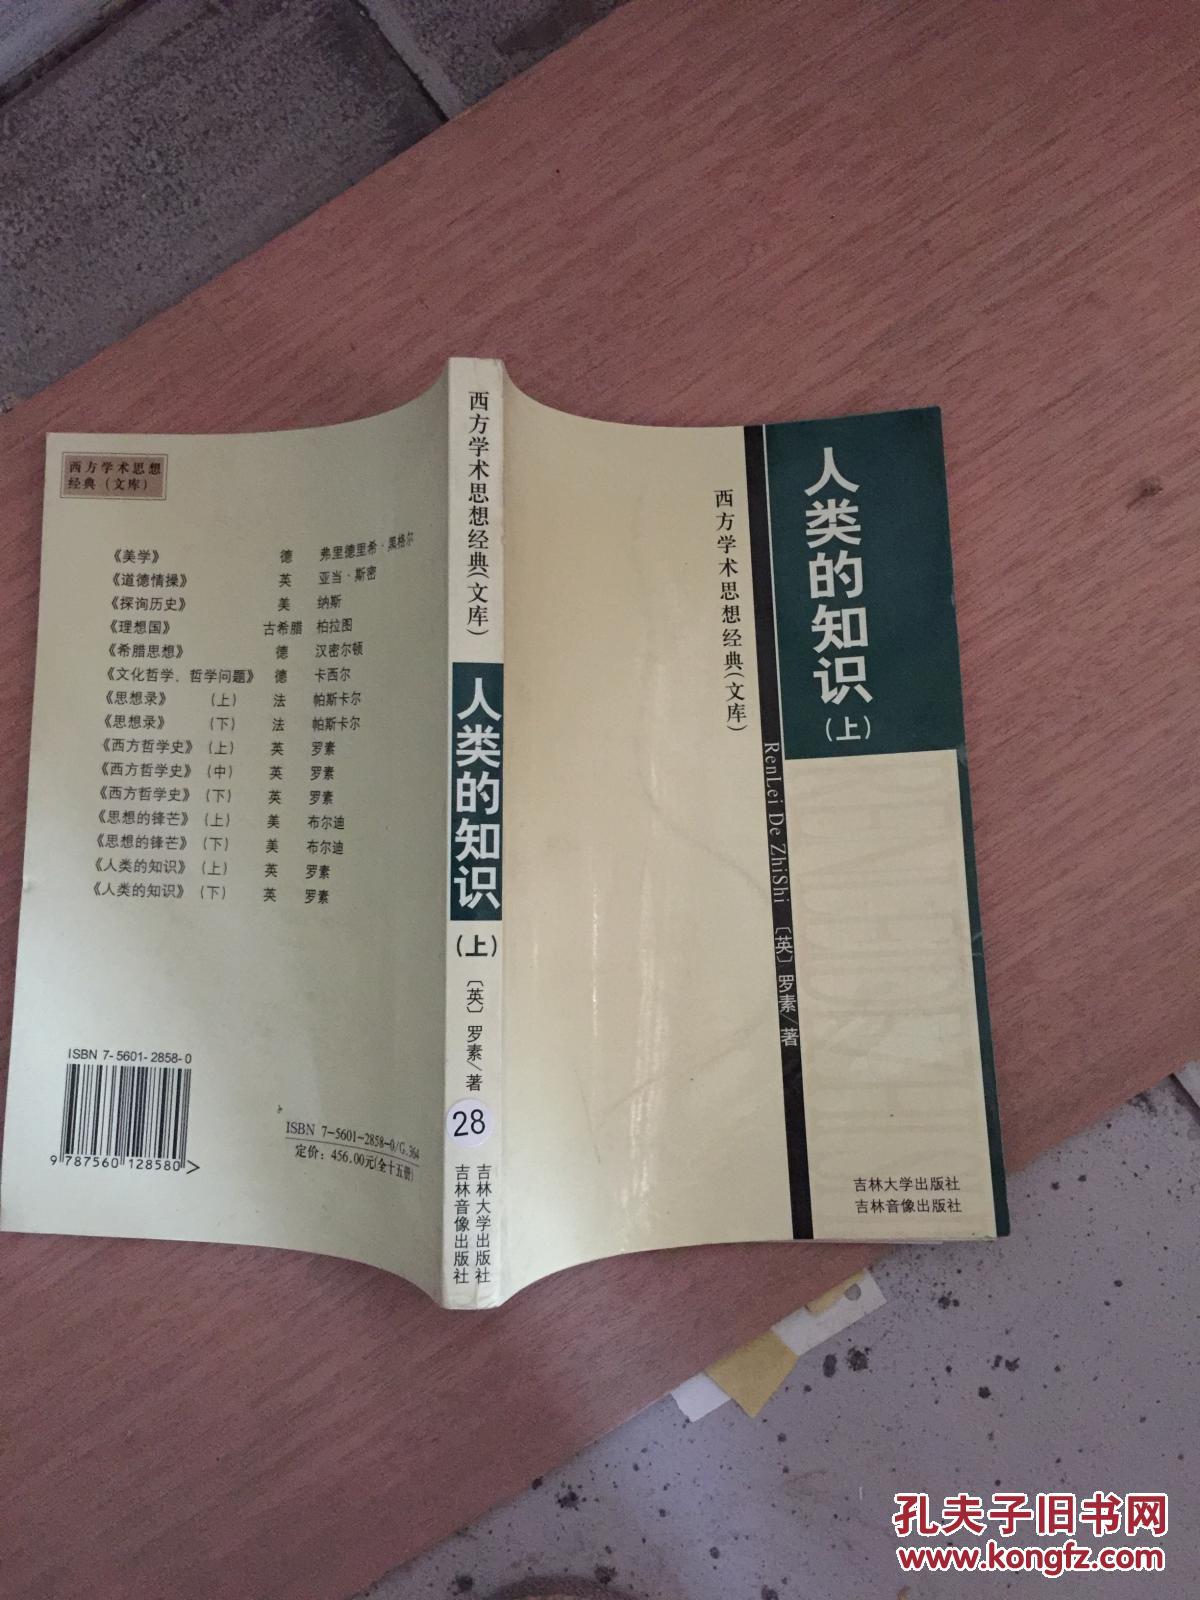 西方学术思想
经典（文库）
《美学》 德 弗里德里希·黑格尔
《道德情操》 英 亚当·斯密
《探询历史》 美 纳斯
《理想国》 古希腊 柏拉图
《希腊思想》 德 汉密尔顿
《文化哲学、哲学问题》 德 卡西尔
《思想录》 （上） 法 帕斯卡尔
《思想录》 （下） 法 帕斯卡尔
《西方哲学史》（上） 英 罗素
《西方哲学史》（中） 英 罗素
《西方哲学史》（下） 英 罗素
《思想的锋芒》（上） 美 布尔迪
《思想的锋芒》（下） 美 布尔迪
《人类的知识》（上） 英 罗素
《人类的知识》（下） 英 罗素
ISBN 7-5601-2858-0
9 787560 128580
ISBN 7-5601-2858-0/G.364
定价：456.00元(全十五册)
西方学术思想经典(文库)
人类的知识
(上)
〔英〕罗素/著
28
吉林大学出版社
吉林音像出版社
西方学术思想经典(文库)
人类的知识
(上)
RenLei De ZhiShi 〔英〕罗素/著
吉林大学出版社
吉林音像出版社
孔夫子旧书网
www.kongfz.com